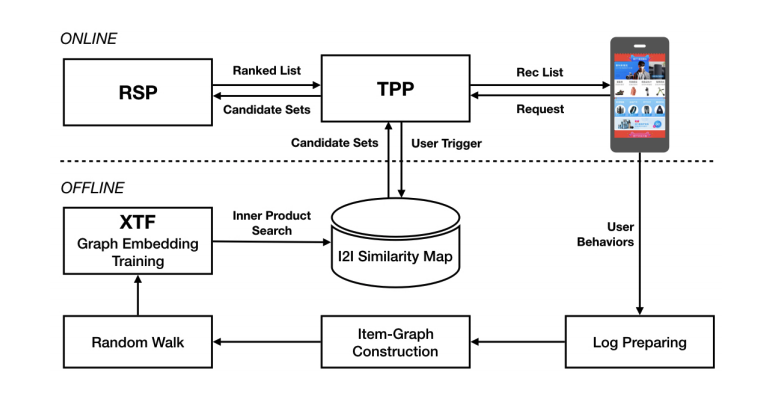 ONLINE
RSP
Ranked List
Candidate Sets
TPP
Rec List
Request
Candidate Sets
User Trigger
OFFLINE
XTF
Graph Embedding
Training
Inner Product
Search
I2I Similarity Map
User
Behaviors
Random Walk
Item-Graph
Construction
Log Preparing